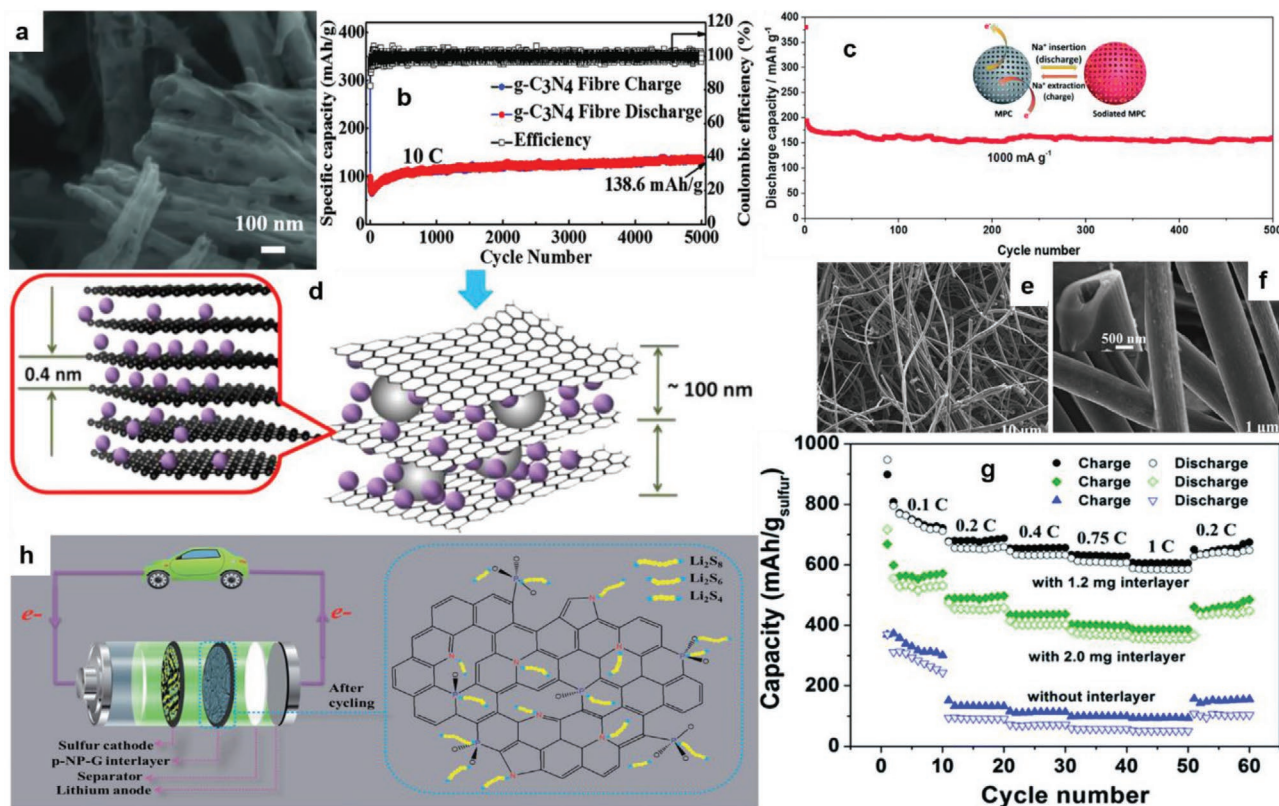 a
100 nm
Specific capacity (mAh/g)
400
300
200
100
0
b
g-C3N4 Fibre Charge
g-C3N4 Fibre Discharge
Efficiency
10 C
138.6 mAh/g
0
1000
2000
3000
4000
5000
Cycle Number
120
100
80
60
40
20
0
Coulombic efficiency (%)
c
Discharge capacity / mAh g⁻¹
400
350
300
250
200
150
100
50
0
e⁻
Na⁺ insertion
(discharge)
Na⁺ extraction
(charge)
e⁻
MPC
Sodiated MPC
1000 mA g⁻¹
0
100
200
300
400
500
Cycle number
d
0.4 nm
~ 100 nm
e
10 µm
f
500 nm
1 µm
g
Capacity (mAh/g sulfur)
1000
800
600
400
200
0
Charge
Discharge
Charge
Discharge
Charge
Discharge
0.1 C
0.2 C
0.4 C
0.75 C
1 C
0.2 C
with 1.2 mg interlayer
with 2.0 mg interlayer
without interlayer
0
10
20
30
40
50
60
Cycle number
h
e-
e-
After
cycling
Sulfur cathode
p-NP-G interlayer
Separator
Lithium anode
Li₂S₈
Li₂S₆
Li₂S₄